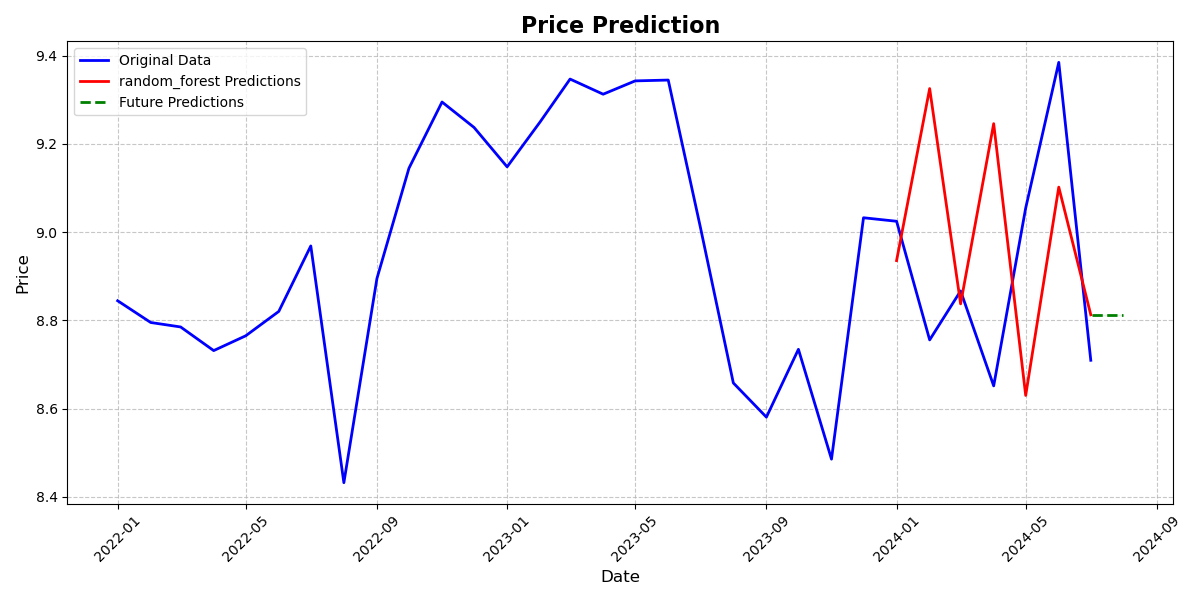 Price Prediction
Original Data
random_forest Predictions
Future Predictions
9.4
9.2
9.0
8.8
8.6
8.4
Price
2022-01
2022-05
2022-09
2023-01
2023-05
2023-09
2024-01
2024-05
2024-09
Date